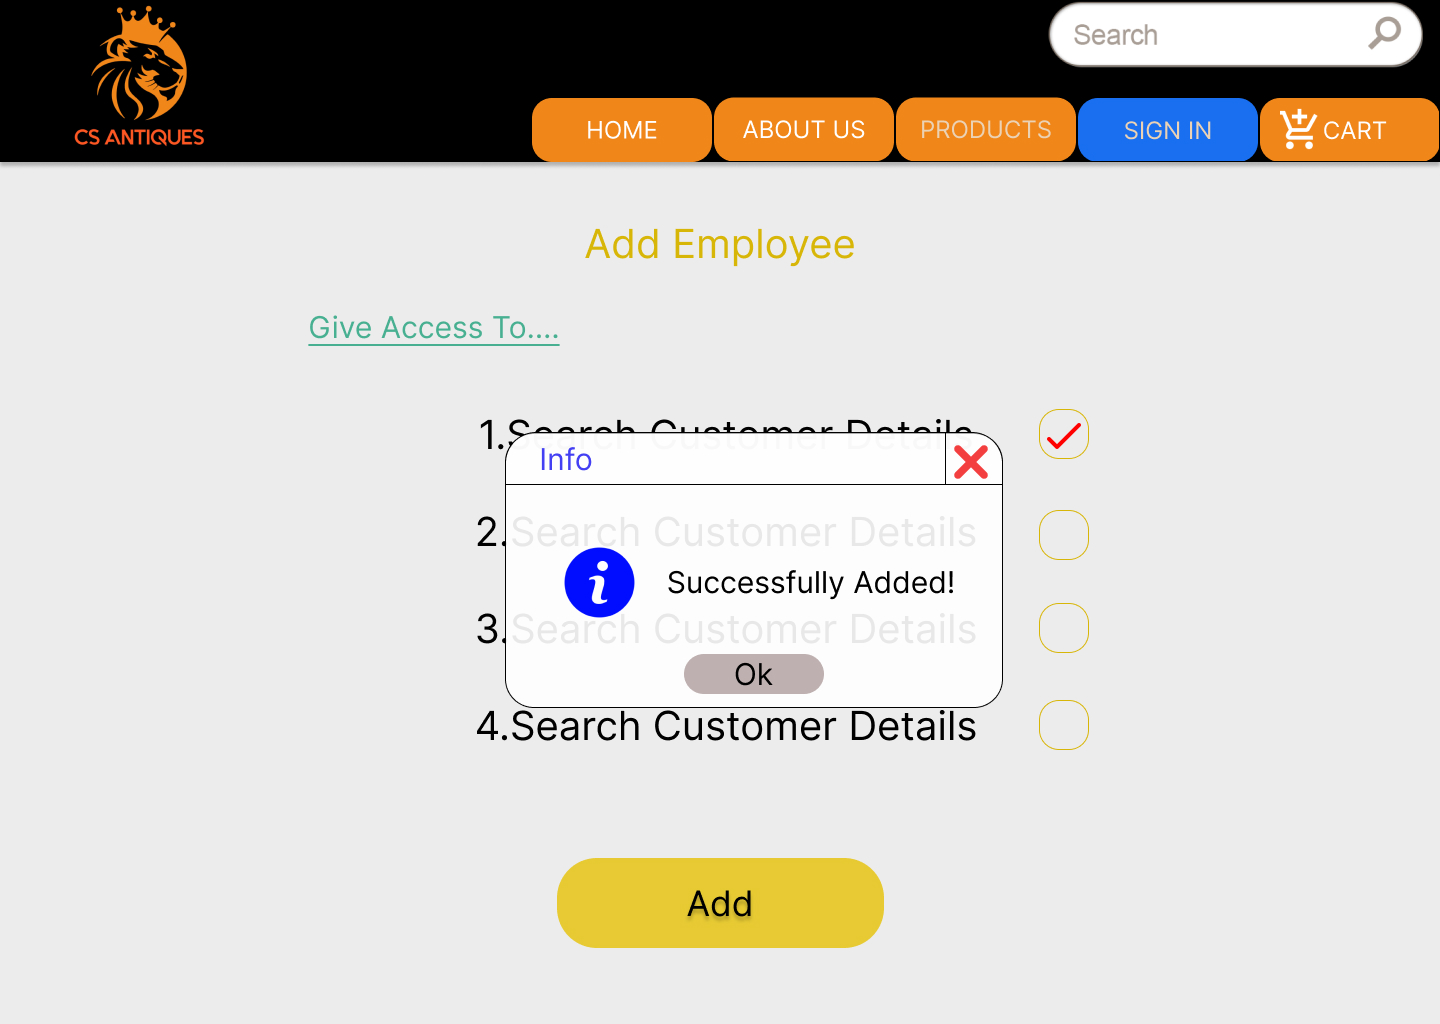 Search
CS ANTIQUES
HOME
ABOUT US
PRODUCTS
SIGN IN
CART
Add Employee
Give Access To....
1.Search Customer Details
Info
2.Search Customer Details
Successfully Added!
3.Search Customer Details
Ok
4.Search Customer Details
Add